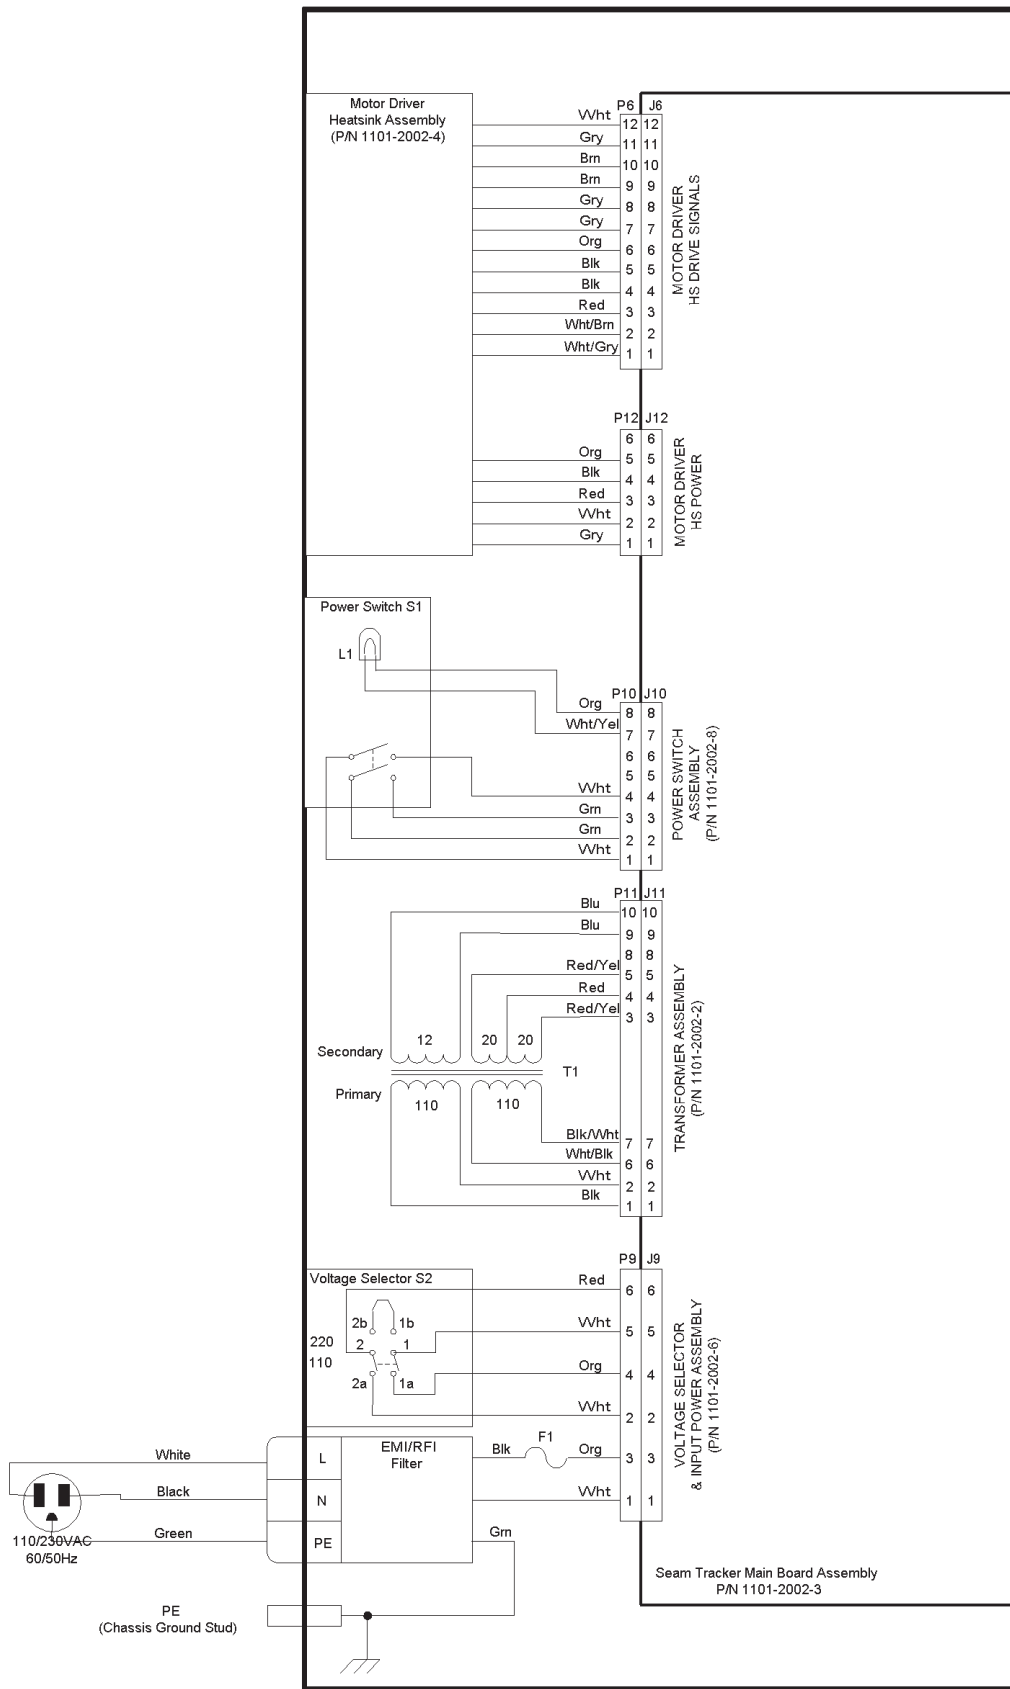 Motor Driver
Heatsink Assembly
(P/N 1101-2002-4)
P6 J6
Wht 12 12
Gry 11 11
Brn 10 10
Brn 9 9
Gry 8 8
Gry 7 7
Org 6 6
Blk 5 5
Blk 4 4
Red 3 3
Wht/Brn 2 2
Wht/Gry 1 1
MOTOR DRIVER
HS DRIVE SIGNALS
P12 J12
6 6
Org 5 5
Blk 4 4
Red 3 3
Wht 2 2
Gry 1 1
MOTOR DRIVER
HS POWER
Power Switch S1
L1
P10 J10
Org 8 8
Wht/Yel 7 7
6 6
5 5
Wht 4 4
Grn 3 3
Grn 2 2
Wht 1 1
POWER SWITCH
ASSEMBLY
(P/N 1101-2002-8)
P11 J11
Blu 10 10
Blu 9 9
8 8
Red/Yel 5 5
Red 4 4
Red/Yel 3 3
12 20 20
Secondary
T1
Primary
110 110
Blk/Wht 7 7
Wht/Blk 6 6
Wht 2 2
Blk 1 1
TRANSFORMER ASSEMBLY
(P/N 1101-2002-2)
P9 J9
Voltage Selector S2
Red 6 6
2b 1b
Wht 5 5
220 2 1
110
Org 4 4
2a 1a
Wht 2 2
VOLTAGE SELECTOR
& INPUT POWER ASSEMBLY
(P/N 1101-2002-6)
F1
EMI/RFI
Filter
Blk Org 3 3
Wht 1 1
White L
Black N
Green PE
Grn
110/230VAC
60/50Hz
Seam Tracker Main Board Assembly
P/N 1101-2002-3
PE
(Chassis Ground Stud)